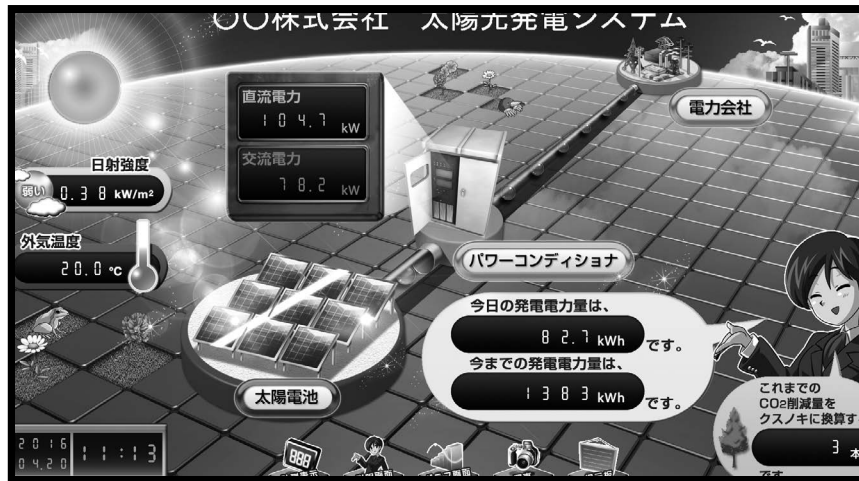 〇〇株式会社 太陽光発電システム
直流電力
104.7 kW
交流電力
78.2 kW
電力会社
日射強度
弱い 0.38 kW/m²
外気温度
20.0 ℃
パワーコンディショナ
今日の発電電力量は、
82.7 kWh です。
今までの発電電力量は、
1383 kWh です。
太陽電池
これまでの
CO2削減量を
クスノキに換算す
3 本
です
2016
04.20
11:13
888